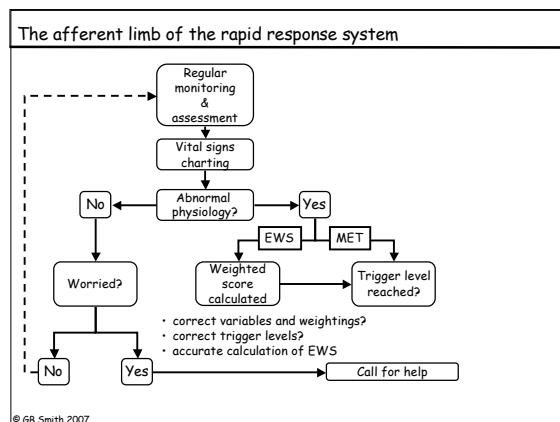 The afferent limb of the rapid response system
Regular
monitoring
&
assessment
Vital signs
charting
No
Abnormal
physiology?
Yes
EWS
MET
Worried?
Weighted
score
calculated
Trigger level
reached?
• correct variables and weightings?
• correct trigger levels?
• accurate calculation of EWS
No
Yes
Call for help
© GB Smith 2007